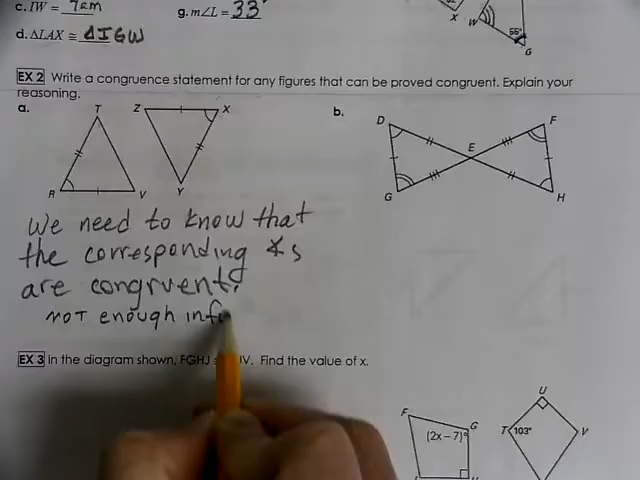 c. IW = 7cm
g. m∠L = 33°
d. ΔLAX ≅ ΔIGW
X W 55° G
EX 2 Write a congruence statement for any figures that can be proved congruent. Explain your
reasoning.
a. b.
T Z X
R V Y
D F
E
G H
We need to know that
the corresponding ∡s
are congruent.
not enough inf
EX 3 In the diagram shown, FGHJ IV. Find the value of x.
F G (2x – 7)°
U
T 103° V